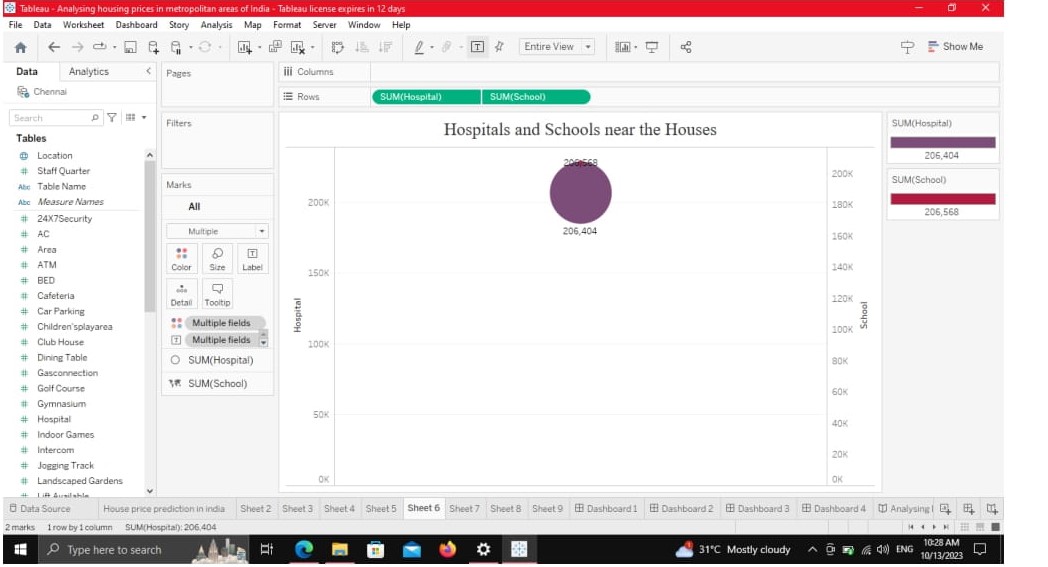 Tableau - Analysing housing prices in metropolitan areas of India - Tableau license expires in 12 days
File Data Worksheet Dashboard Story Analysis Map Format Server Window Help
Entire View
Show Me
Data Analytics
Chennai
Search
Tables
Location
Staff Quarter
Abc Table Name
Abc Measure Names
# 24X7Security
# AC
# Area
# ATM
# BED
# Cafeteria
# Car Parking
# Children'splayarea
# Club House
# Dining Table
# Gasconnection
# Golf Course
# Gymnasium
# Hospital
# Indoor Games
# Intercom
# Jogging Track
# Landscaped Gardens
# Lift Available
Pages
Filters
Marks
All
Multiple
Color Size Label
Detail Tooltip
Multiple fields
Multiple fields
SUM(Hospital)
SUM(School)
Columns
Rows
SUM(Hospital) SUM(School)
Hospitals and Schools near the Houses
206,568
206,404
200K
150K
100K
50K
0K
Hospital
200K
180K
160K
140K
120K
100K
80K
60K
40K
20K
0K
School
SUM(Hospital)
206,404
SUM(School)
206,568
Data Source House price prediction in india Sheet 2 Sheet 3 Sheet 4 Sheet 5 Sheet 6 Sheet 7 Sheet 8 Sheet 9 Dashboard 1 Dashboard 2 Dashboard 3 Dashboard 4 Analysing
2 marks 1 row by 1 column SUM(Hospital): 206,404
Type here to search
31°C Mostly cloudy
ENG
10:28 AM
10/13/2023